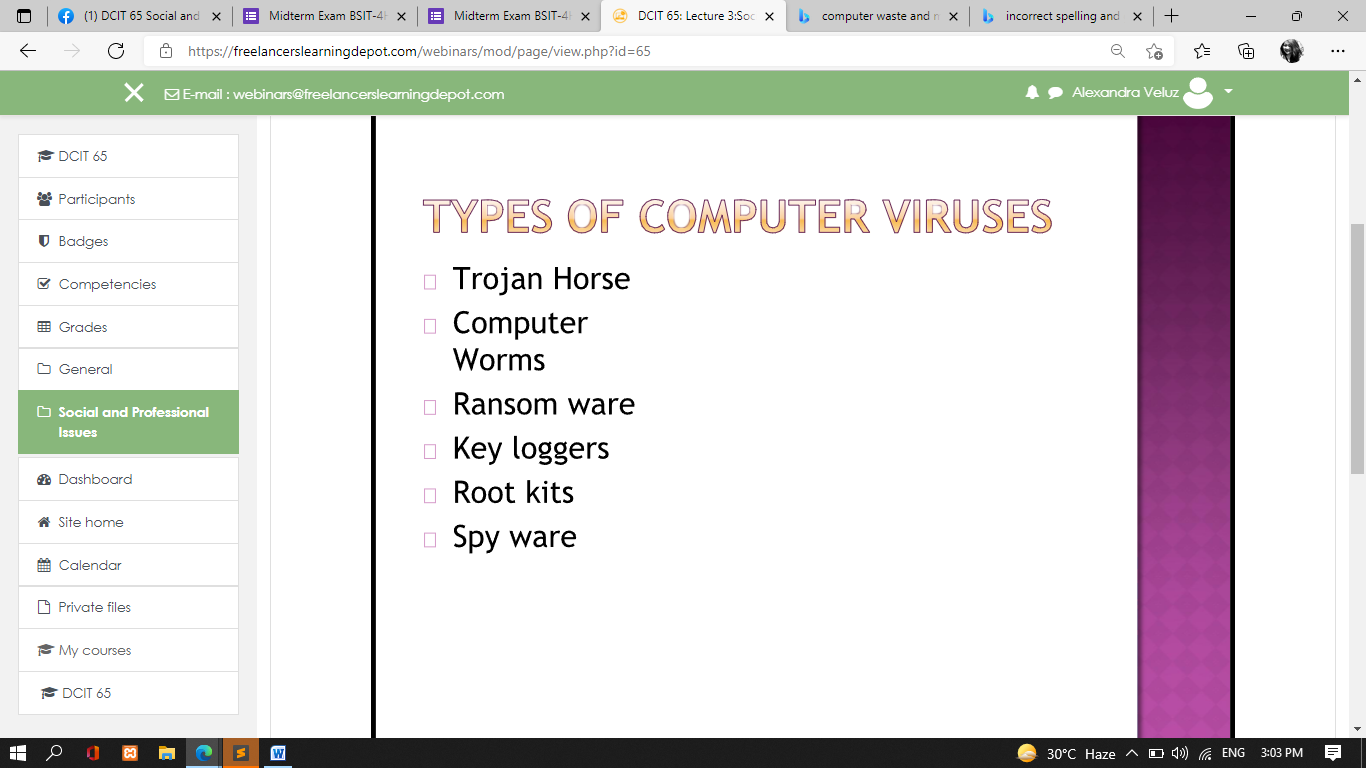 (1) DCIT 65 Social and
Midterm Exam BSIT-4
Midterm Exam BSIT-4
DCIT 65: Lecture 3:Soc
computer waste and
incorrect spelling and
https://freelancerslearningdepot.com/webinars/mod/page/view.php?id=65
E-mail : webinars@freelancerslearningdepot.com
Alexandra Veluz
DCIT 65
Participants
Badges
Competencies
Grades
General
Social and Professional
Issues
Dashboard
Site home
Calendar
Private files
My courses
DCIT 65
TYPES OF COMPUTER VIRUSES
Trojan Horse
Computer
Worms
Ransom ware
Key loggers
Root kits
Spy ware
30°C Haze
ENG
3:03 PM